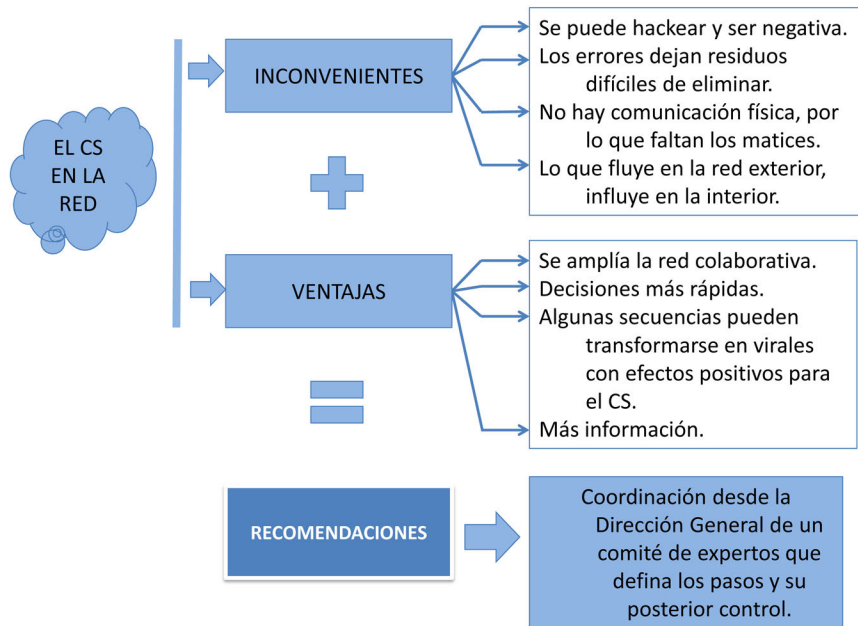 EL CS
EN LA
RED
INCONVENIENTES
Se puede hackear y ser negativa.
Los errores dejan residuos
difíciles de eliminar.
No hay comunicación física, por
lo que faltan los matices.
Lo que fluye en la red exterior,
influye en la interior.
VENTAJAS
Se amplía la red colaborativa.
Decisiones más rápidas.
Algunas secuencias pueden
transformarse en virales
con efectos positivos para
el CS.
Más información.
RECOMENDACIONES
Coordinación desde la
Dirección General de un
comité de expertos que
defina los pasos y su
posterior control.